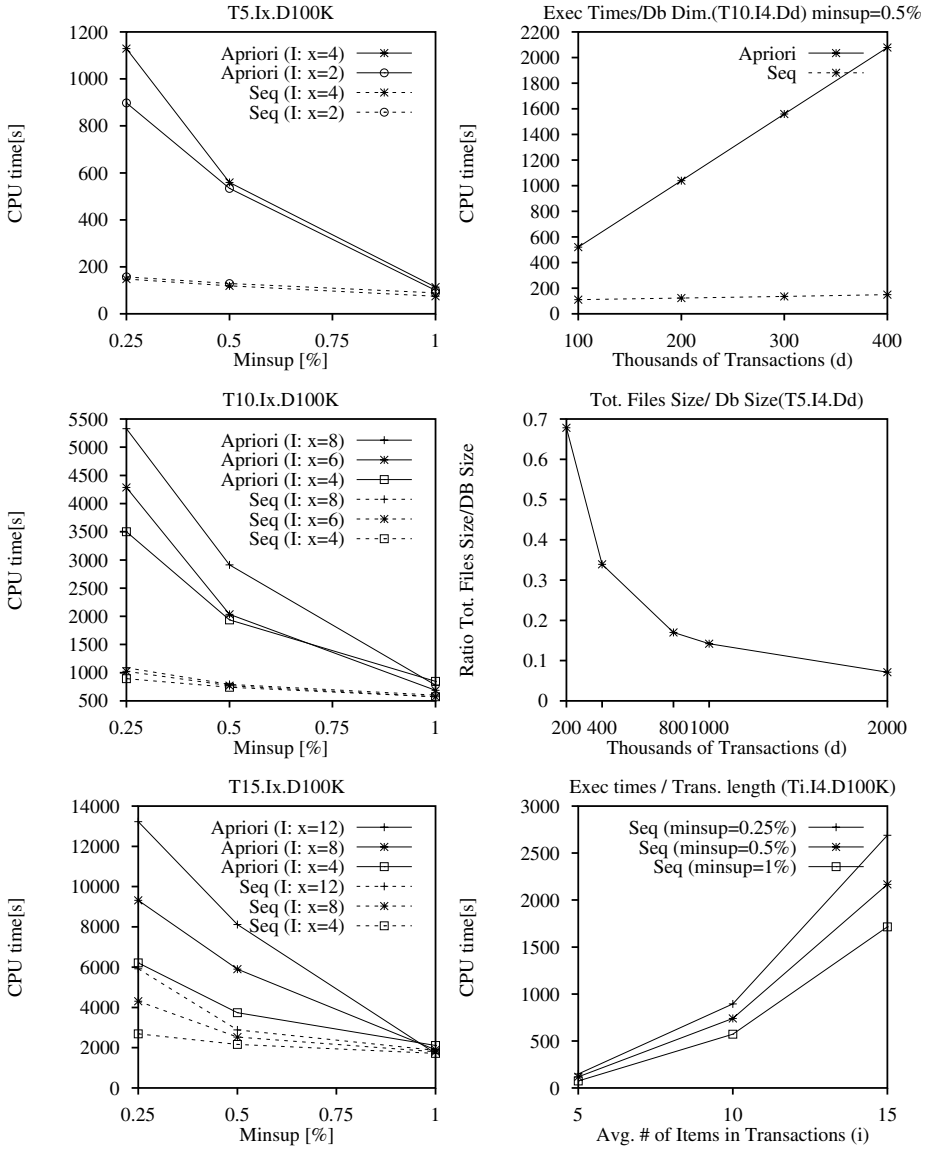 T5.Ix.D100K
CPU time[s]
1200
1000
800
600
400
200
0
Apriori (I: x=4)
Apriori (I: x=2)
Seq (I: x=4)
Seq (I: x=2)
0.25 0.5 0.75 1
Minsup [%]
Exec Times/Db Dim.(T10.I4.Dd) minsup=0.5%
CPU time[s]
2200
2000
1800
1600
1400
1200
1000
800
600
400
200
0
Apriori
Seq
100 200 300 400
Thousands of Transactions (d)
T10.Ix.D100K
CPU time[s]
5500
5000
4500
4000
3500
3000
2500
2000
1500
1000
500
Apriori (I: x=8)
Apriori (I: x=6)
Apriori (I: x=4)
Seq (I: x=8)
Seq (I: x=6)
Seq (I: x=4)
0.25 0.5 0.75 1
Minsup [%]
Tot. Files Size/ Db Size(T5.I4.Dd)
Ratio Tot. Files Size/DB Size
0.7
0.6
0.5
0.4
0.3
0.2
0.1
0
200 400 800 1000 2000
Thousands of Transactions (d)
T15.Ix.D100K
CPU time[s]
14000
12000
10000
8000
6000
4000
2000
0
Apriori (I: x=12)
Apriori (I: x=8)
Apriori (I: x=4)
Seq (I: x=12)
Seq (I: x=8)
Seq (I: x=4)
0.25 0.5 0.75 1
Minsup [%]
Exec times / Trans. length (Ti.I4.D100K)
CPU time[s]
3000
2500
2000
1500
1000
500
0
Seq (minsup=0.25%)
Seq (minsup=0.5%)
Seq (minsup=1%)
5 10 15
Avg. # of Items in Transactions (i)